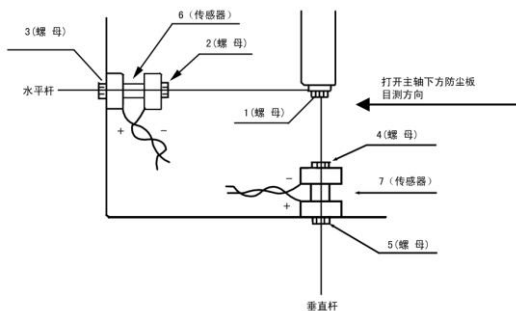 6（传感器）
3(螺 母)
2(螺 母)
水平杆
打开主轴下方防尘板
目测方向
1(螺 母)
+
-
4(螺 母)
-
7（传感器）
+
5(螺 母)
垂直杆